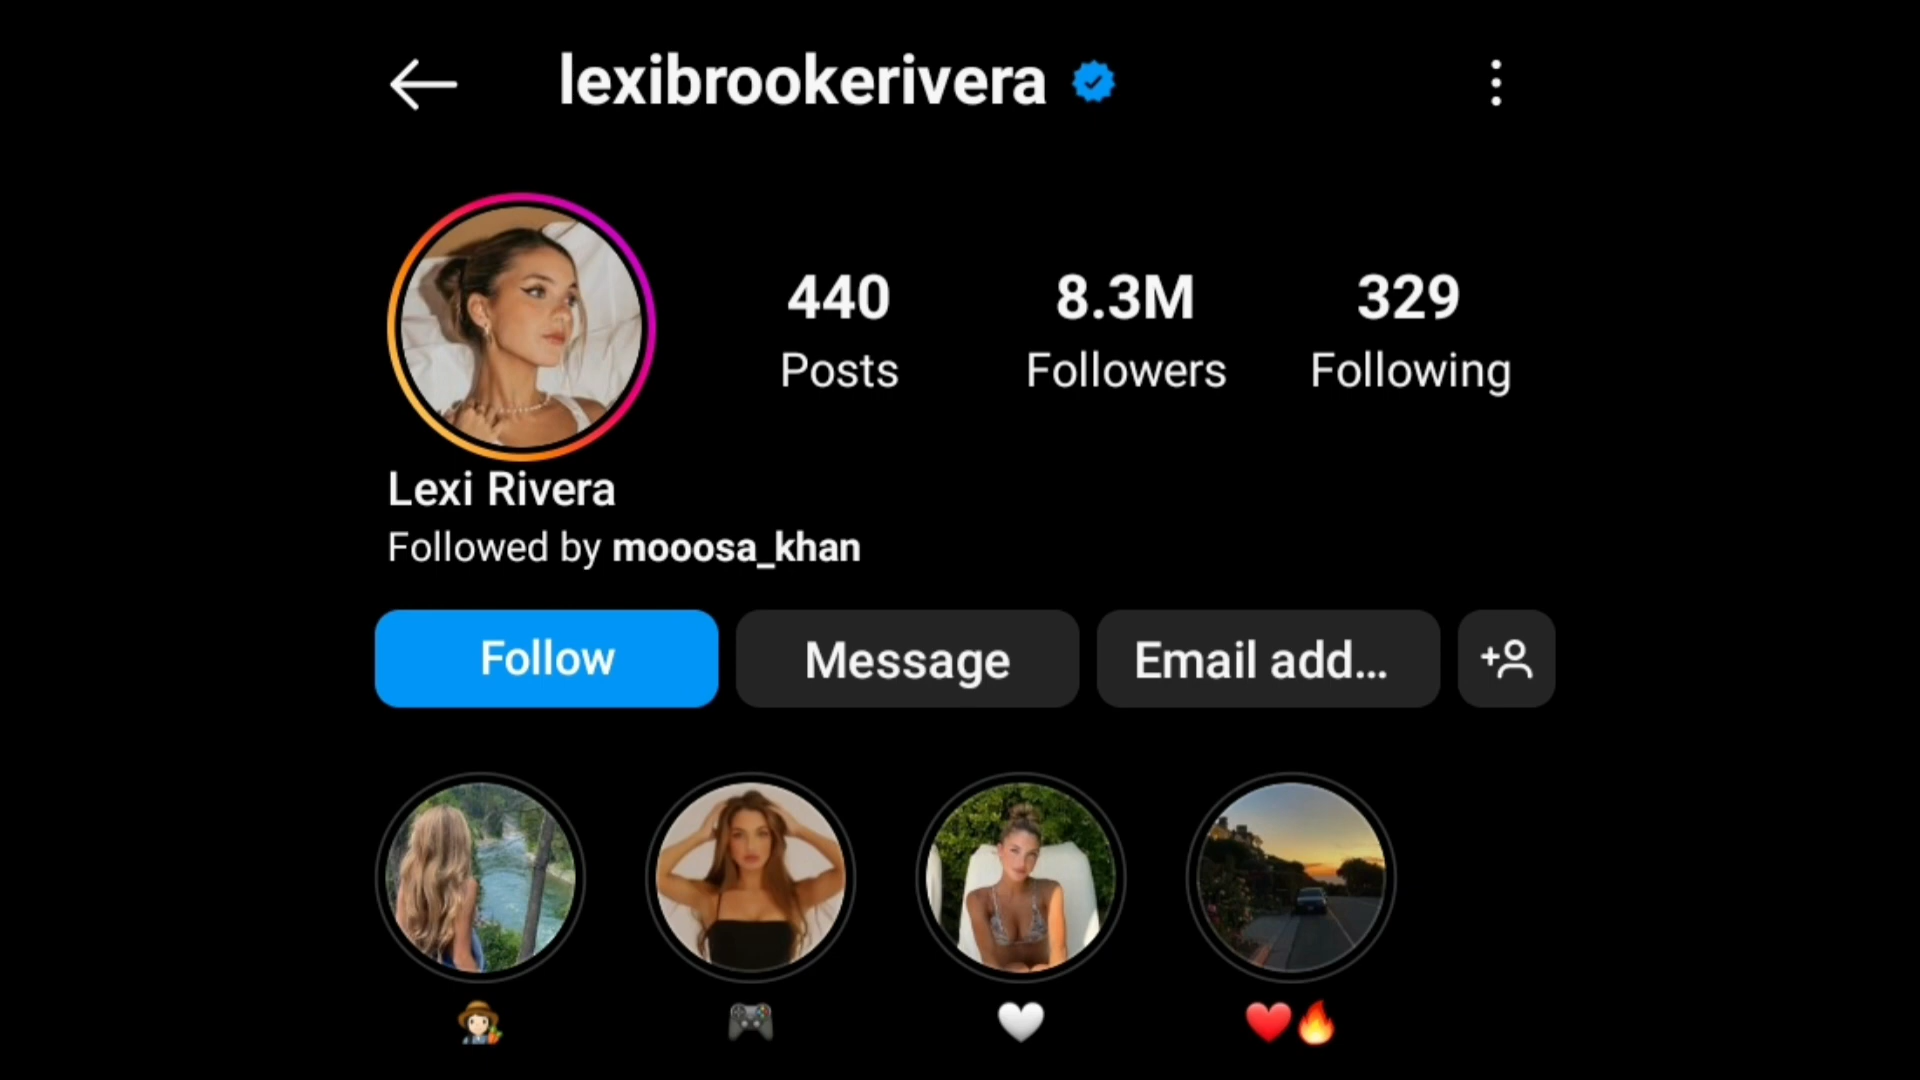 lexibrookerivera
440 8.3M 329
Posts Followers Following
Lexi Rivera
Followed by mooosa_khan
Follow Message Email add...